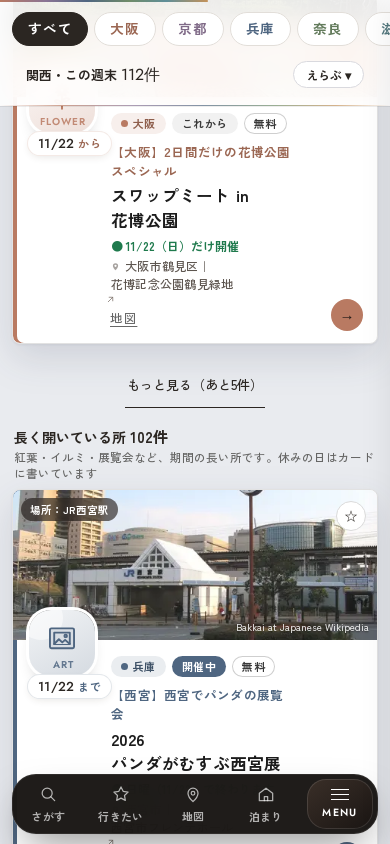 すべて 大阪 京都 兵庫 奈良
関西・この週末 112件 えらぶ ▾
FLOWER
11/22 から
大阪 これから 無料
【大阪】2日間だけの花博公園
スペシャル
スワップミート in
花博公園
11/22（日）だけ開催
大阪市鶴見区｜
花博記念公園鶴見緑地
↗
地図
→
もっと見る（あと5件）
長く開いている所 102件
紅葉・イルミ・展覧会など、期間の長い所です。休みの日はカード
に書いています
場所：JR西宮駅
☆
Bakkai at Japanese Wikipedia
ART
11/22 まで
兵庫 開催中 無料
【西宮】西宮でパンダの展覧
会
2026
パンダがむすぶ西宮展
さがす 行きたい 地図 泊まり MENU